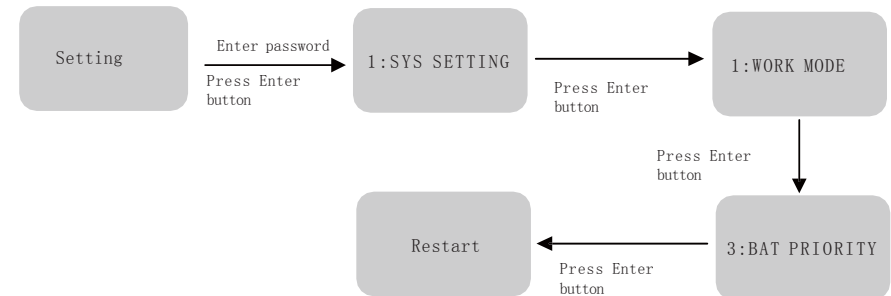 Setting
Enter password
Press Enter
button
1:SYS SETTING
Press Enter
button
1:WORK MODE
Press Enter
button
3:BAT PRIORITY
Press Enter
button
Restart